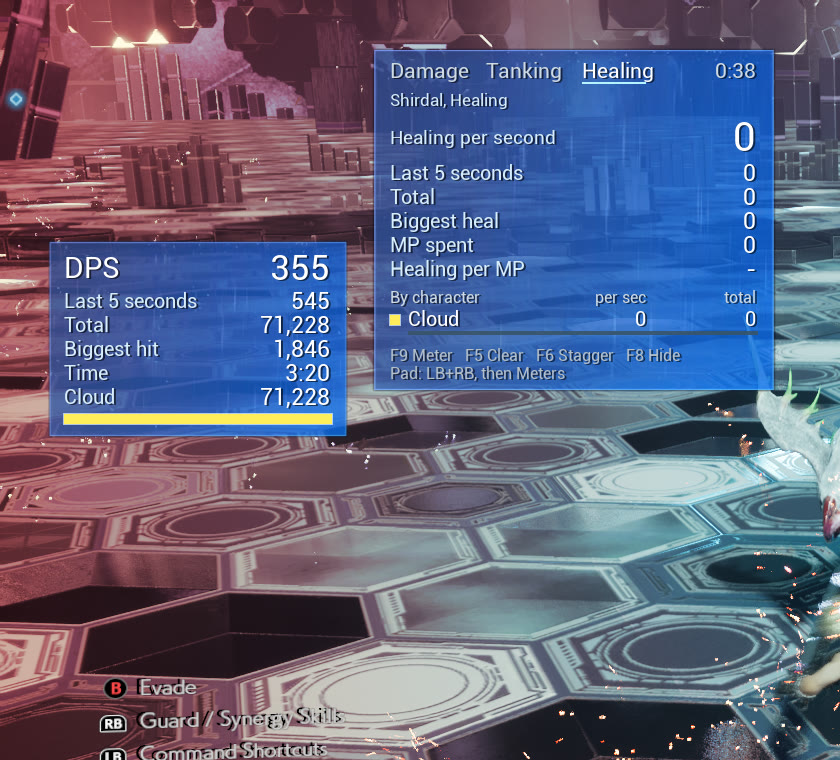 Damage Tanking Healing 0:38
Shirdal, Healing
Healing per second 0
Last 5 seconds 0
Total 0
Biggest heal 0
MP spent 0
Healing per MP -
By character per sec total
Cloud 0 0
F9 Meter F5 Clear F6 Stagger F8 Hide
Pad: LB+RB, then Meters
DPS 355
Last 5 seconds 545
Total 71,228
Biggest hit 1,846
Time 3:20
Cloud 71,228
B Evade
RB Guard / Synergy Skills
LB Command Shortcuts